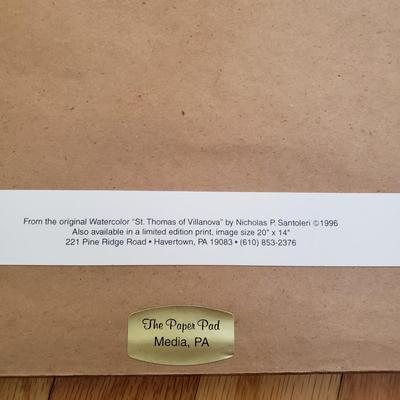 From the original Watercolor "St. Thomas of Villanova" by Nicholas P. Santoleri ©1996
Also available in a limited edition print, image size 20" x 14"
221 Pine Ridge Road • Havertown, PA 19083 • (610) 853-2376
The Paper Pad
Media, PA